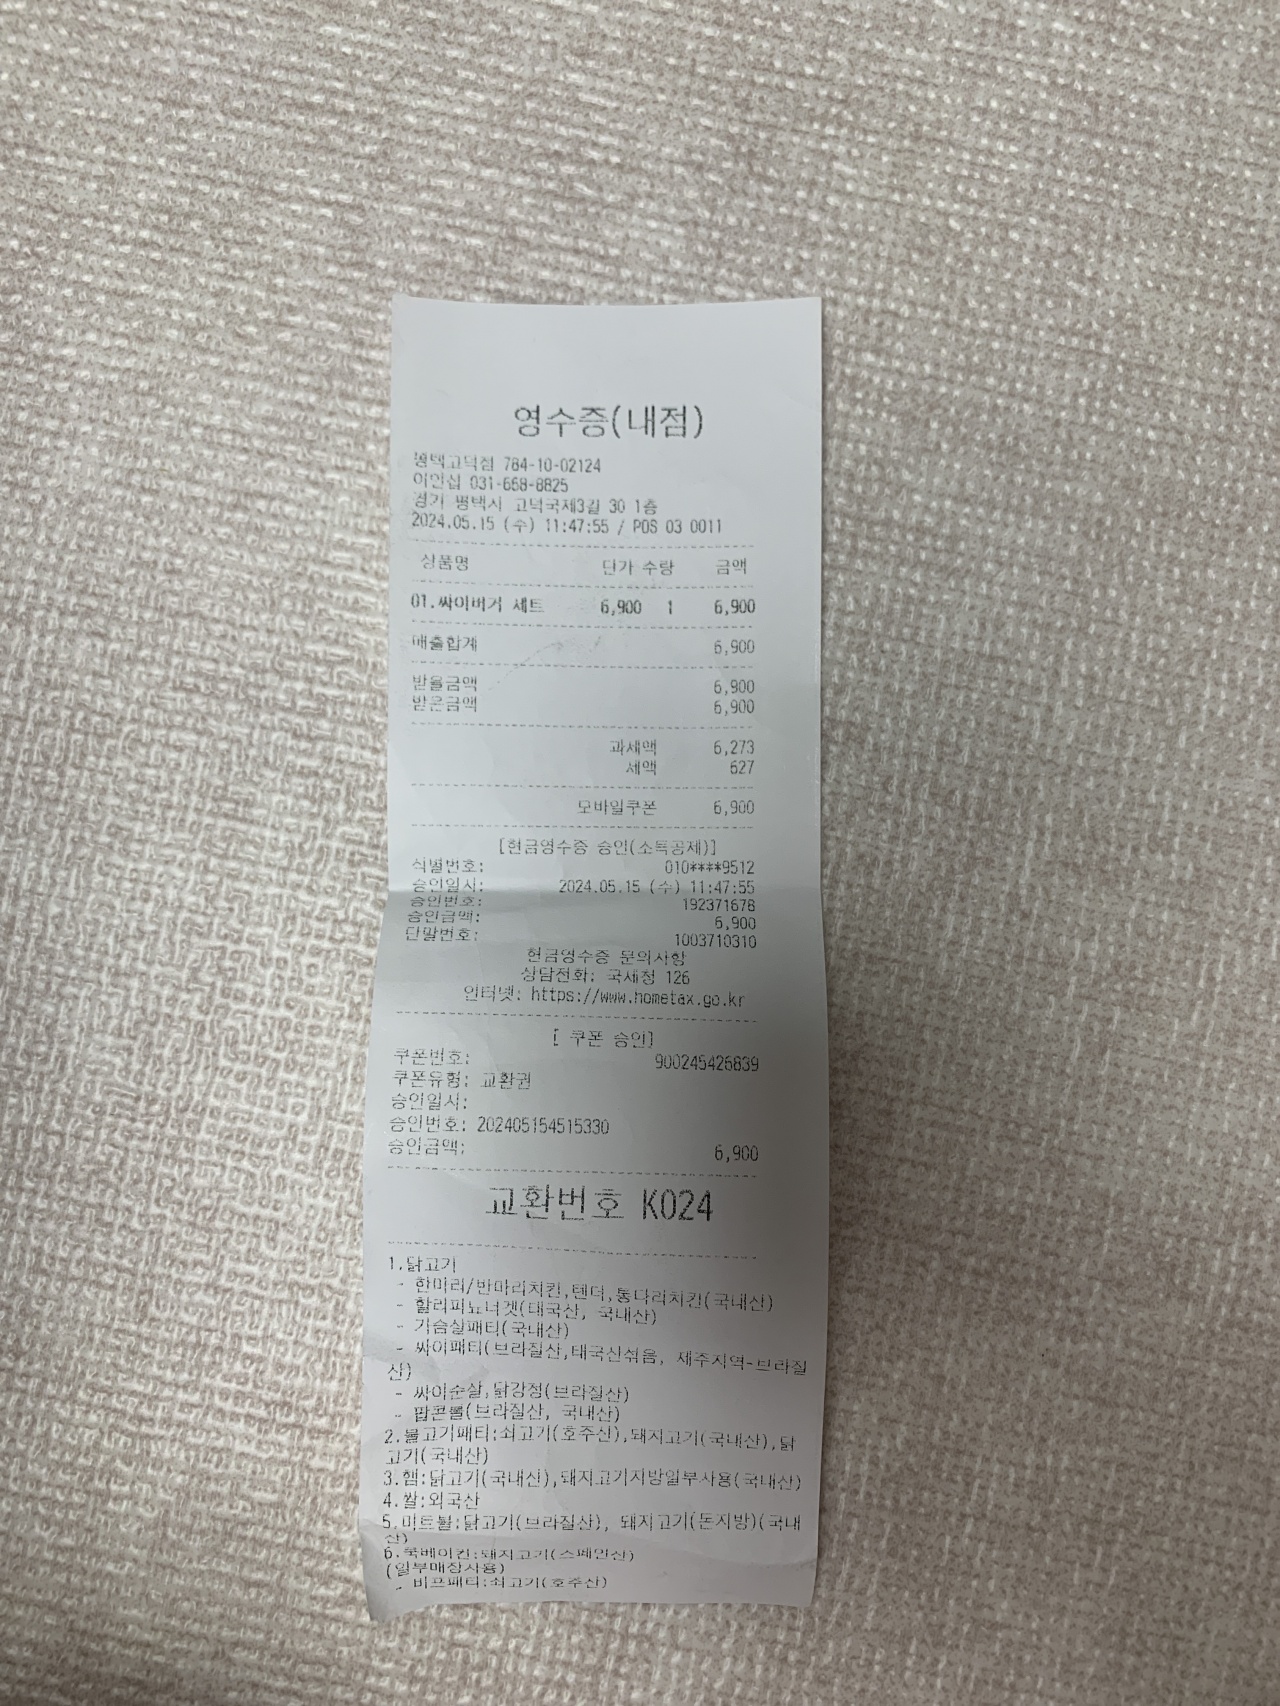 영수증(내점)
평택고덕점 784-10-02124
이인십 031-668-8825
경기 평택시 고덕국제3길 30 1층
2024.05.15 (수) 11:47:55 / POS 03 0011
상품명 단가 수량 금액
01.싸이버거 세트 6,900 1 6,900
매출합계 6,900
받을금액 6,900
받은금액 6,900
과세액 6,273
세액 627
모바일쿠폰 6,900
[현금영수증 승인(소득공제)]
식별번호: 010****9512
승인일시: 2024.05.15 (수) 11:47:55
승인번호: 192371678
승인금액: 6,900
단말번호: 1003710310
현금영수증 문의사항
상담전화: 국세청 126
인터넷: https://www.hometax.go.kr
[ 쿠폰 승인]
쿠폰번호: 900245426839
쿠폰유형: 교환권
승인일시:
승인번호: 202405154515330
승인금액: 6,900
교환번호 K024
1.닭고기
- 한마리/반마리치킨,텐더,통다리치킨(국내산)
- 할라피뇨너겟(태국산, 국내산)
- 가슴살패티(국내산)
- 싸이패티(브라질산,태국산섞음, 제주지역-브라질
산)
- 싸이순살,닭강정(브라질산)
- 팝콘볼(브라질산, 국내산)
2.불고기패티:쇠고기(호주산),돼지고기(국내산),닭
고기(국내산)
3.햄:닭고기(국내산),돼지고기지방일부사용(국내산)
4.쌀:외국산
5.미트볼:닭고기(브라질산), 돼지고기(돈지방)(국내
산)
6.쿡베이컨:돼지고기(스페인산)
(일부매장사용)
- 비프패티:쇠고기(호주산)